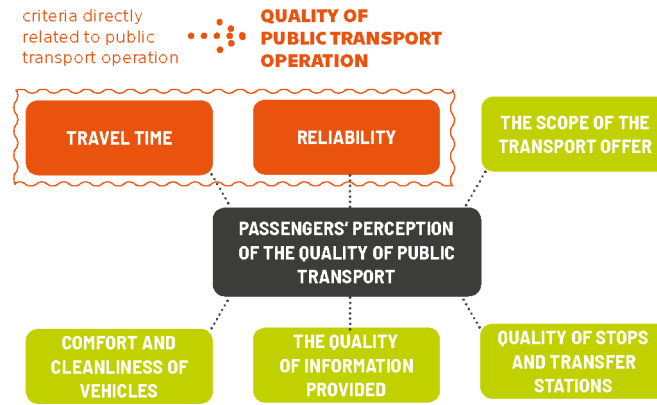 criteria directly
related to public
transport operation
QUALITY OF
PUBLIC TRANSPORT
OPERATION
TRAVEL TIME
RELIABILITY
THE SCOPE OF THE
TRANSPORT OFFER
PASSENGERS‘ PERCEPTION
OF THE QUALITY OF PUBLIC
TRANSPORT
COMFORT AND
CLEANLINESS OF
VEHICLES
THE QUALITY
OF INFORMATION
PROVIDED
QUALITY OF STOPS
AND TRANSFER
STATIONS